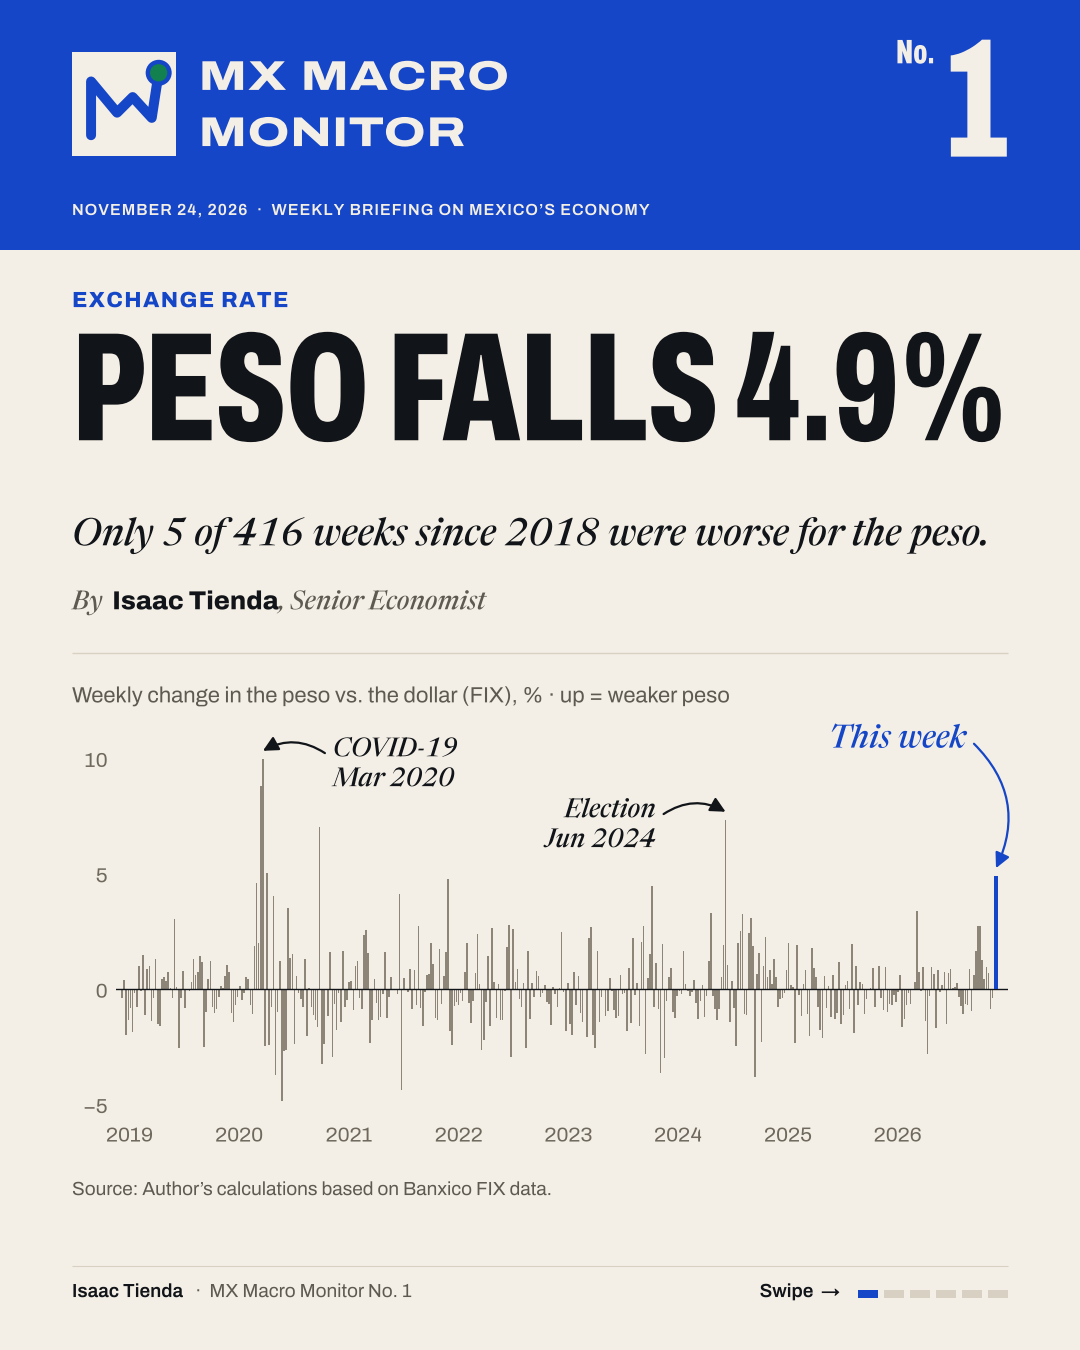 MX MACRO
MONITOR
No. 1
NOVEMBER 24, 2026 · WEEKLY BRIEFING ON MEXICO’S ECONOMY
EXCHANGE RATE
PESO FALLS 4.9%
Only 5 of 416 weeks since 2018 were worse for the peso.
By Isaac Tienda, Senior Economist
Weekly change in the peso vs. the dollar (FIX), % · up = weaker peso
This week
COVID-19
Mar 2020
Election
Jun 2024
10
5
0
−5
2019 2020 2021 2022 2023 2024 2025 2026
Source: Author’s calculations based on Banxico FIX data.
Isaac Tienda · MX Macro Monitor No. 1
Swipe →